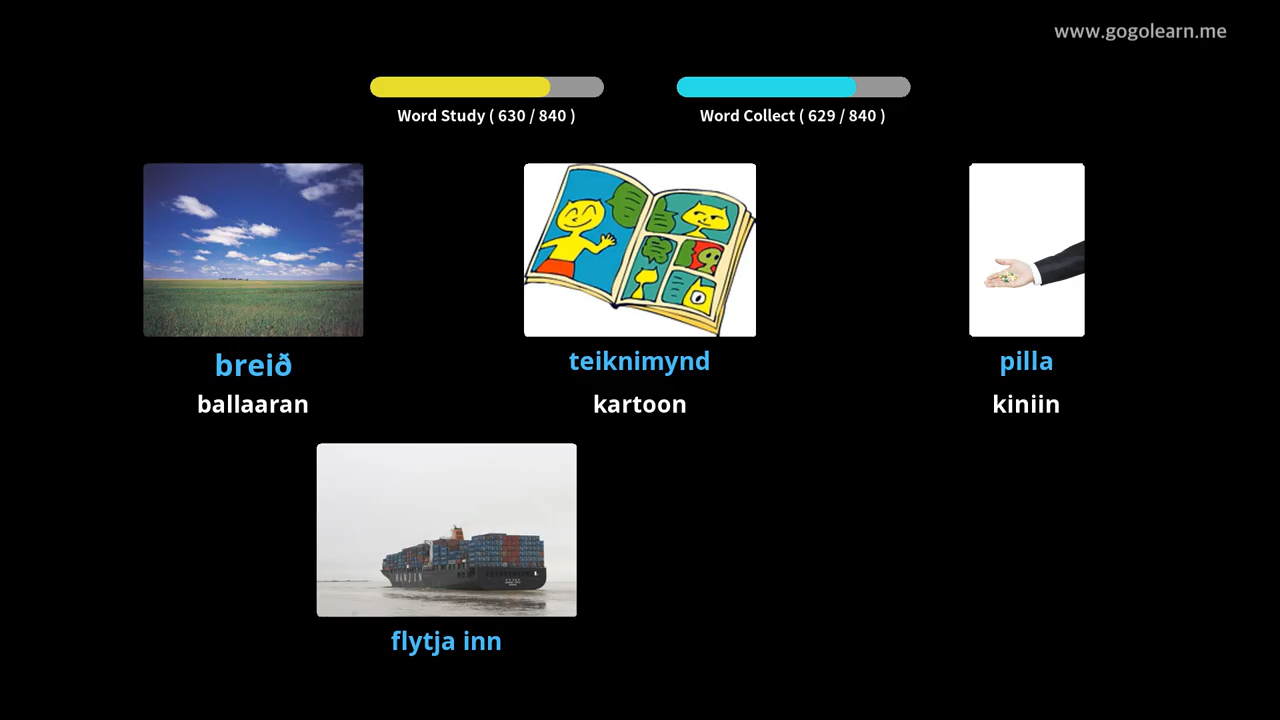 www.gogolearn.me
Word Study ( 630 / 840 )
Word Collect ( 629 / 840 )
breið
teiknimynd
pilla
ballaaran
kartoon
kiniin
HANJIN
flytja inn